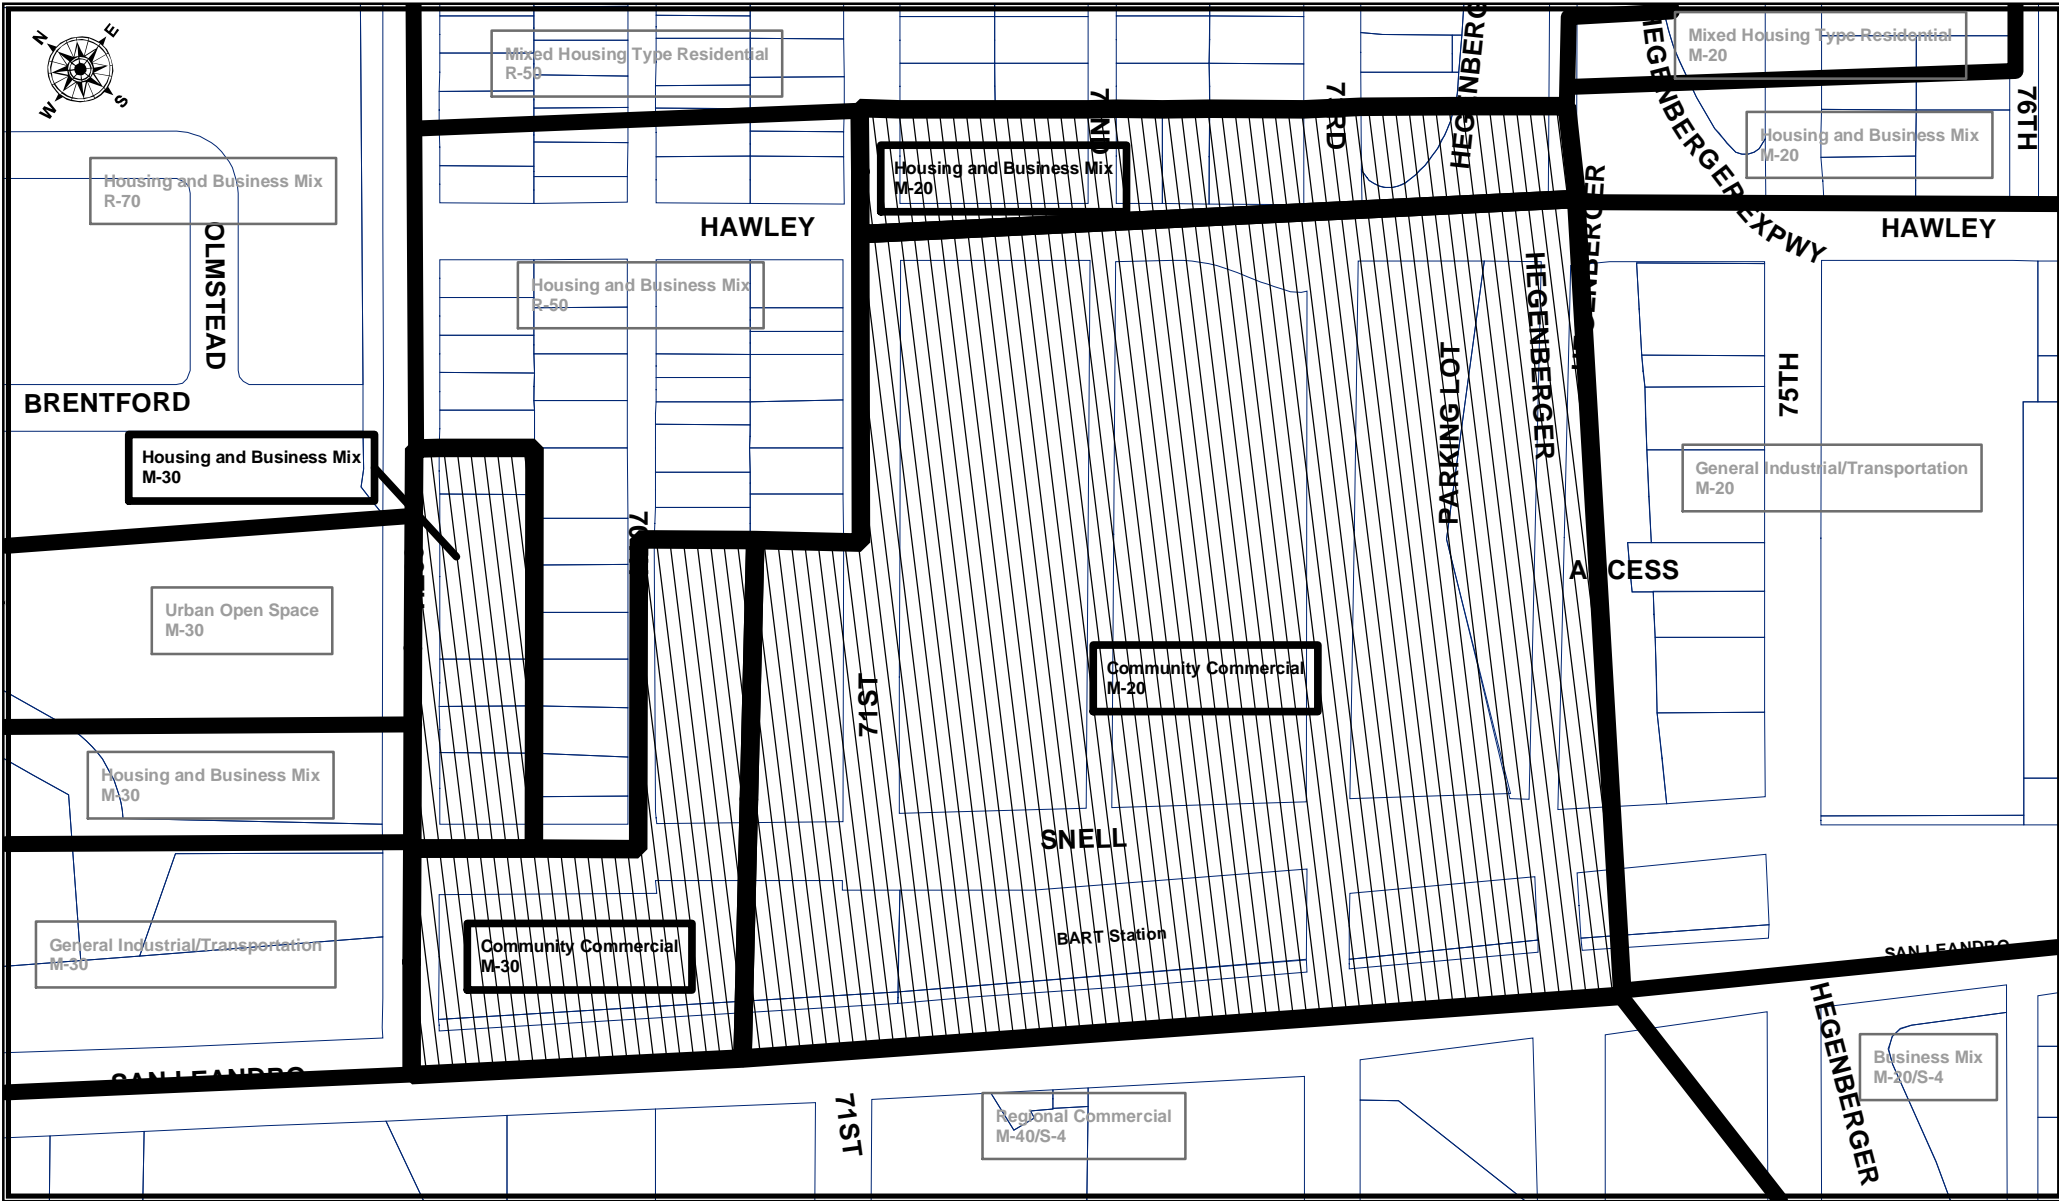 N
E
W
S
Mixed Housing Type Residential
R-50
Mixed Housing Type Residential
M-20
HEGENBERGER EXPWY
76TH
72ND
73RD
Housing and Business Mix
M-20
Housing and Business Mix
M-20
Housing and Business Mix
R-70
HAWLEY
HAWLEY
OLMSTEAD
Housing and Business Mix
R-50
HEGENBERGER
BRENTFORD
PARKING LOT
75TH
Housing and Business Mix
M-30
General Industrial/Transportation
M-20
Urban Open Space
M-30
Community Commercial
M-20
71ST
Housing and Business Mix
M-30
SNELL
BART Station
General Industrial/Transportation
M-30
Community Commercial
M-30
SAN LEANDRO
SAN LEANDRO
HEGENBERGER
Business Mix
M-20/S-4
71ST
Regional Commercial
M-40/S-4